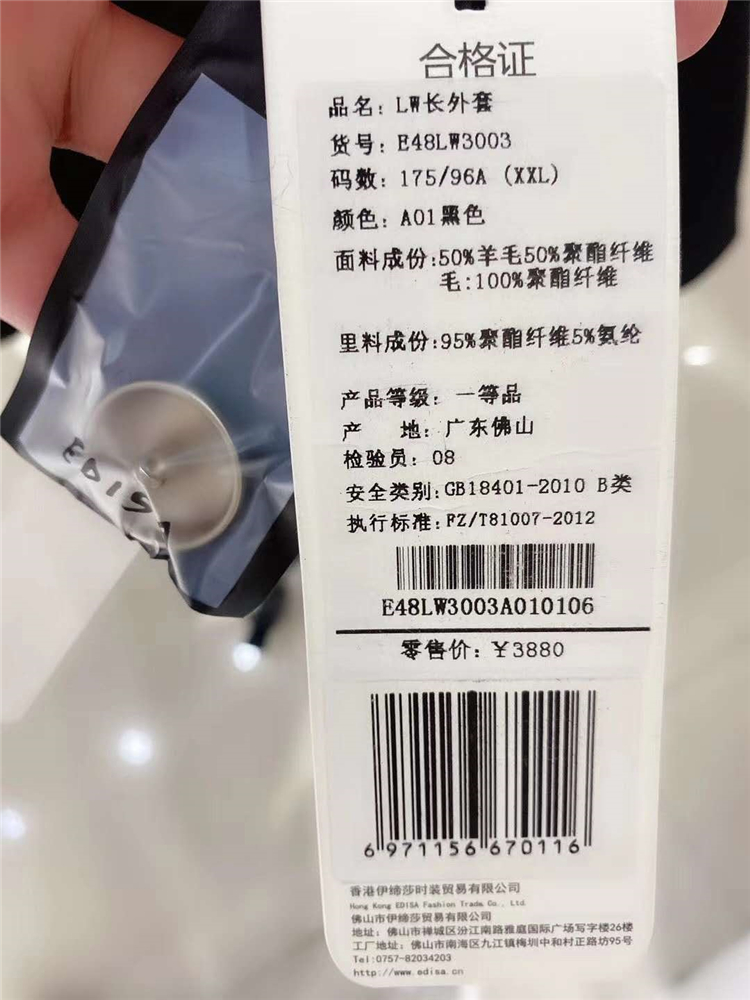 合格证
品名: LW长外套
货号: E48LW3003
码数: 175/96A (XXL)
颜色: A01黑色
面料成份:50%羊毛50%聚酯纤维
毛:100%聚酯纤维
里料成份:95%聚酯纤维5%氨纶
产品等级: 一等品
产 地: 广东佛山
检验员: 08
安全类别:GB18401-2010 B类
执行标准:FZ/T81007-2012
E48LW3003A010106
零售价: ¥3880
6 971156 670116
香港伊缔莎时装贸易有限公司
Hong Kong EDISA Fashion Trade Co., Ltd
佛山市伊缔莎贸易有限公司
地址: 佛山市禅城区汾江南路雅庭国际广场写字楼26楼
工厂地址: 佛山市南海区九江镇梅圳中和村正路坊95号
Tel:0757-82034203
http://www.edisa.cn
EDISA